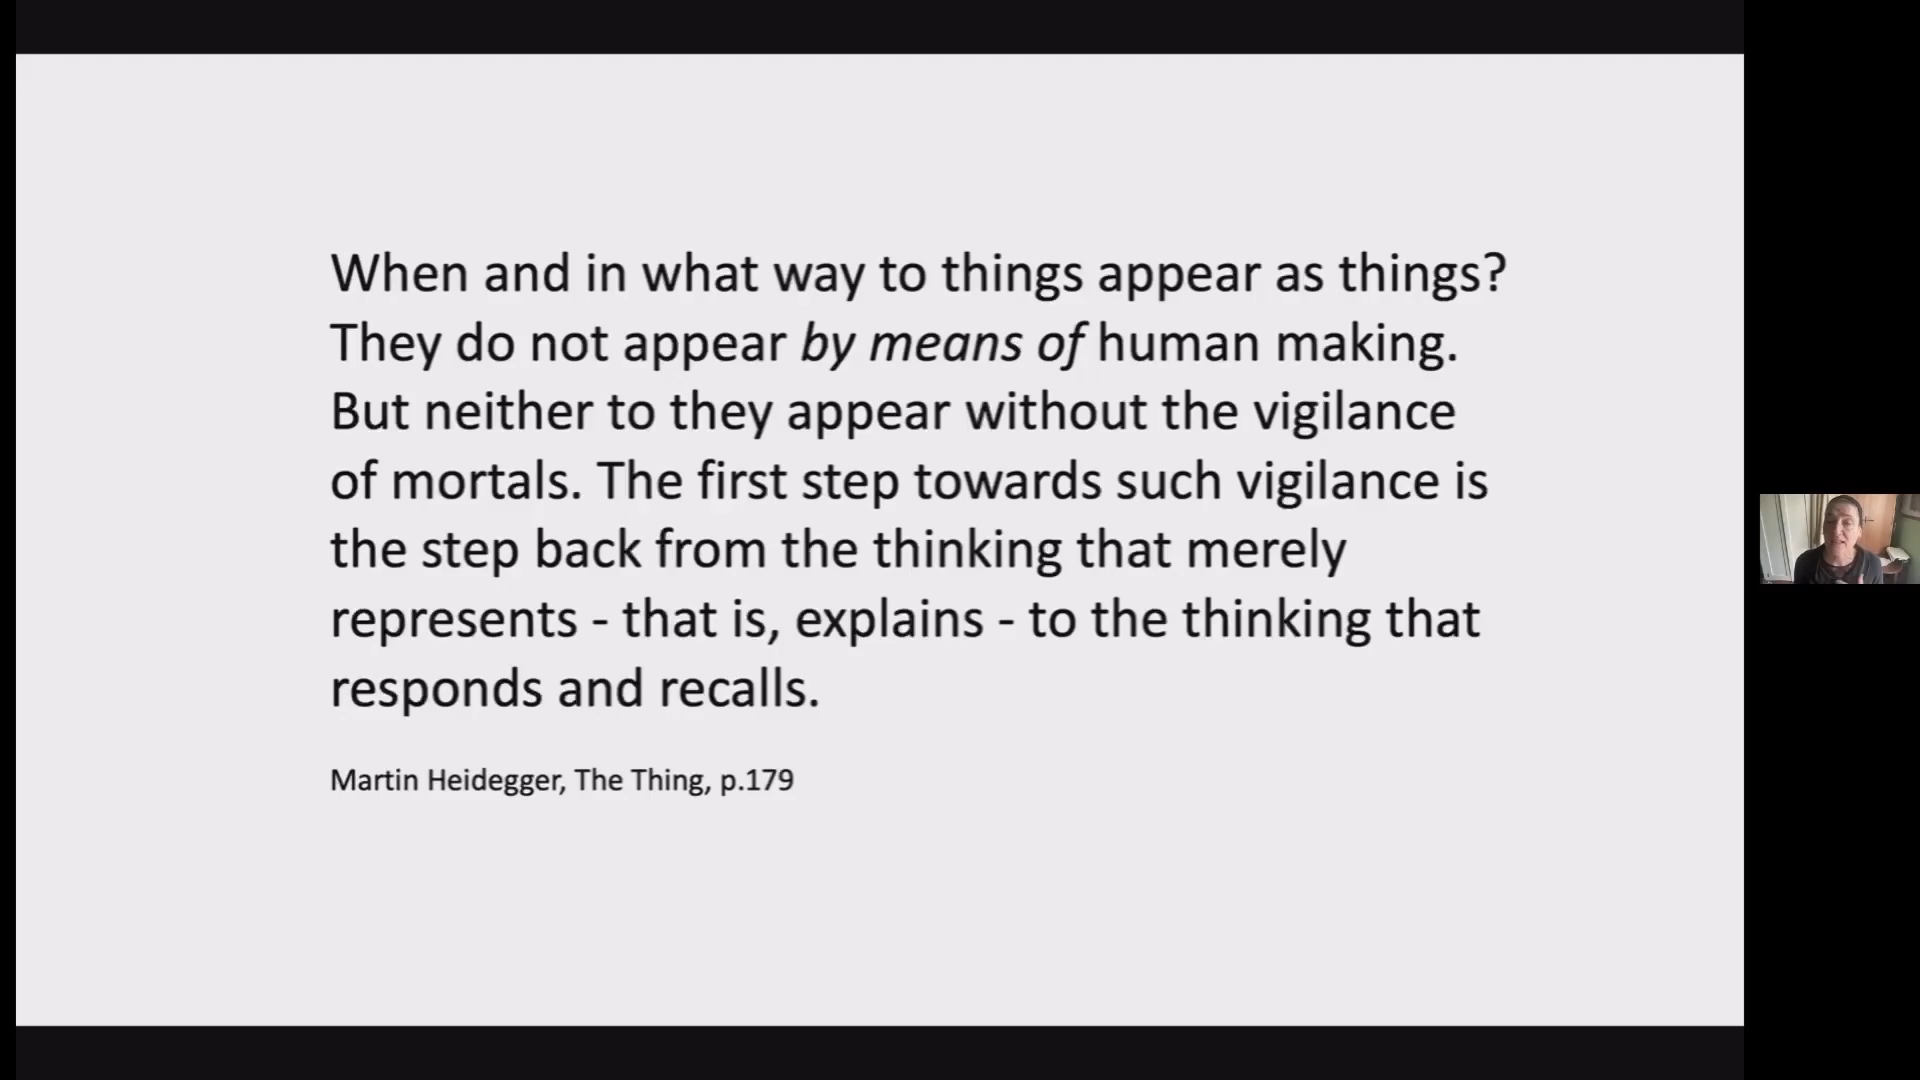 When and in what way to things appear as things?
They do not appear by means of human making.
But neither to they appear without the vigilance
of mortals. The first step towards such vigilance is
the step back from the thinking that merely
represents - that is, explains - to the thinking that
responds and recalls.
Martin Heidegger, The Thing, p.179